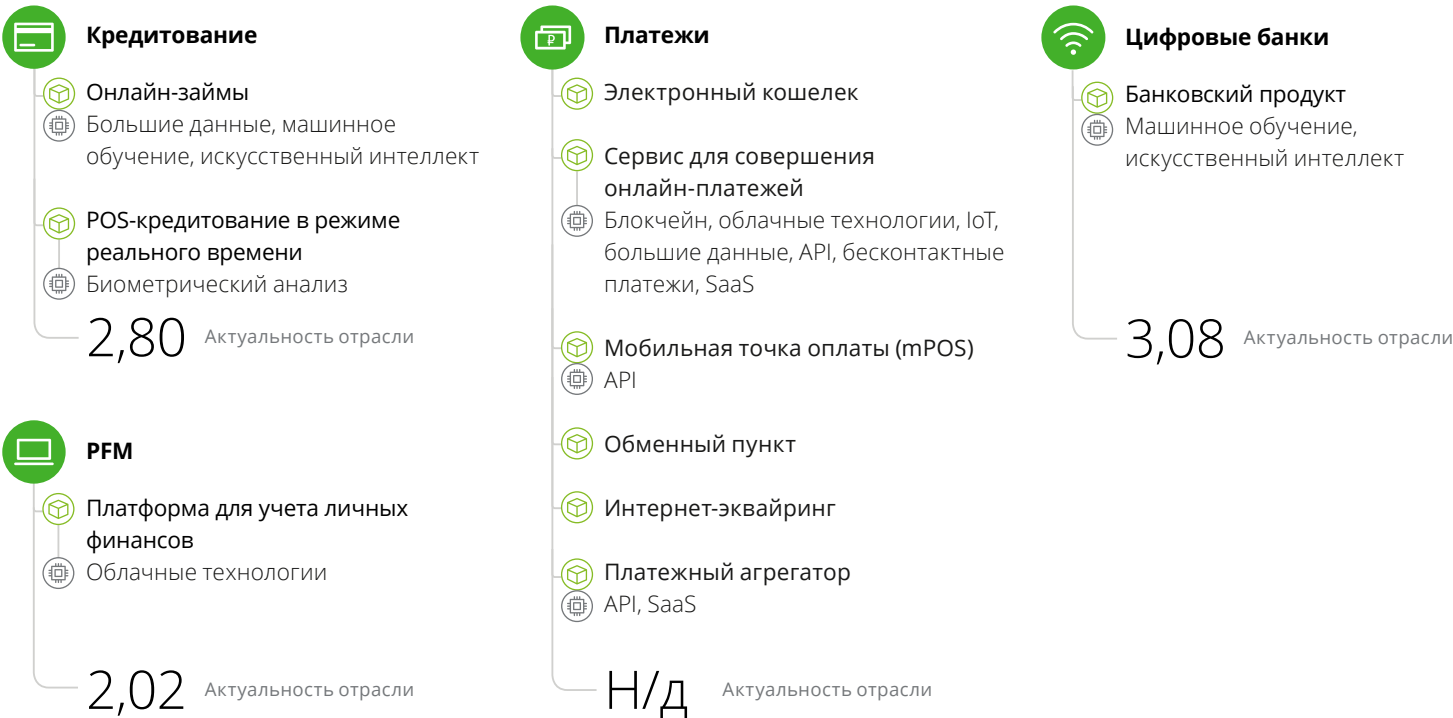 Кредитование
Онлайн-займы
Большие данные, машинное
обучение, искусственный интеллект
POS-кредитование в режиме
реального времени
Биометрический анализ
2,80 Актуальность отрасли
PFM
Платформа для учета личных
финансов
Облачные технологии
2,02 Актуальность отрасли
Платежи
Электронный кошелек
Сервис для совершения
онлайн-платежей
Блокчейн, облачные технологии, IoT,
большие данные, API, бесконтактные
платежи, SaaS
Мобильная точка оплаты (mPOS)
API
Обменный пункт
Интернет-эквайринг
Платежный агрегатор
API, SaaS
Н/д Актуальность отрасли
Цифровые банки
Банковский продукт
Машинное обучение,
искусственный интеллект
3,08 Актуальность отрасли